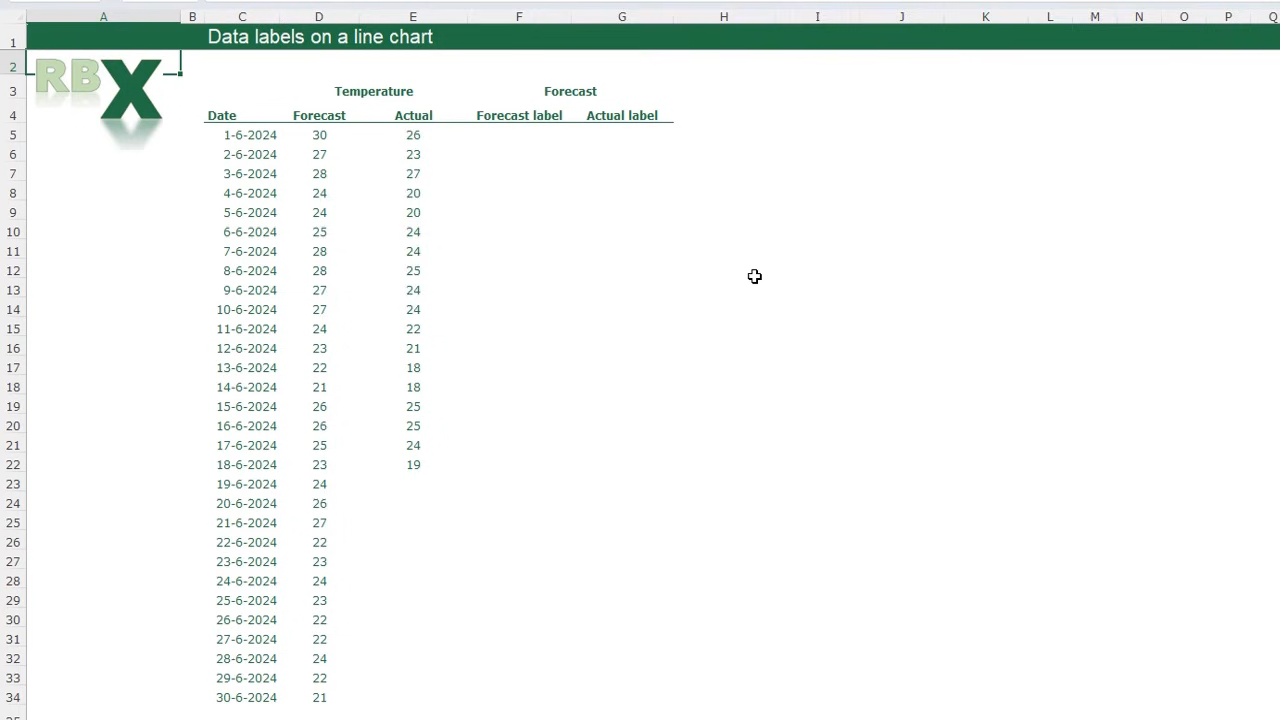 A B C D E F G H I J K L M N O P Q
1 Data labels on a line chart
2
RBX
3 Temperature Forecast
4 Date Forecast Actual Forecast label Actual label
5 1-6-2024 30 26
6 2-6-2024 27 23
7 3-6-2024 28 27
8 4-6-2024 24 20
9 5-6-2024 24 20
10 6-6-2024 25 24
11 7-6-2024 28 24
12 8-6-2024 28 25
13 9-6-2024 27 24
14 10-6-2024 27 24
15 11-6-2024 24 22
16 12-6-2024 23 21
17 13-6-2024 22 18
18 14-6-2024 21 18
19 15-6-2024 26 25
20 16-6-2024 26 25
21 17-6-2024 25 24
22 18-6-2024 23 19
23 19-6-2024 24
24 20-6-2024 26
25 21-6-2024 27
26 22-6-2024 22
27 23-6-2024 23
28 24-6-2024 24
29 25-6-2024 23
30 26-6-2024 22
31 27-6-2024 22
32 28-6-2024 24
33 29-6-2024 22
34 30-6-2024 21